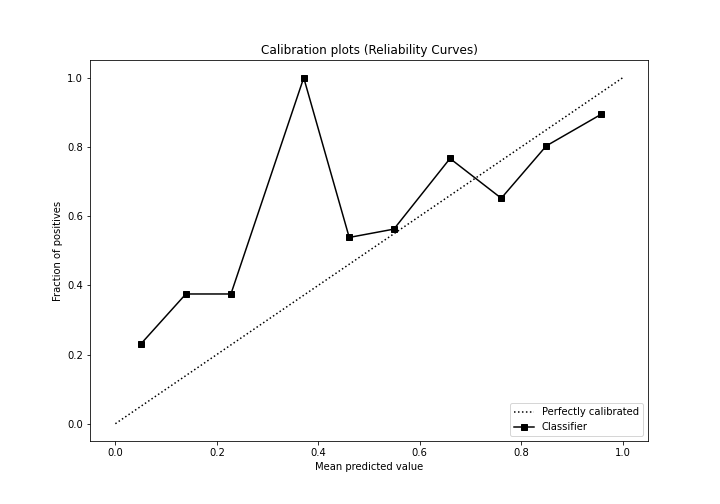 Calibration plots (Reliability Curves)
1.0
0.8
0.6
0.4
0.2
0.0
Fraction of positives
0.0 0.2 0.4 0.6 0.8 1.0
Mean predicted value
Perfectly calibrated
Classifier